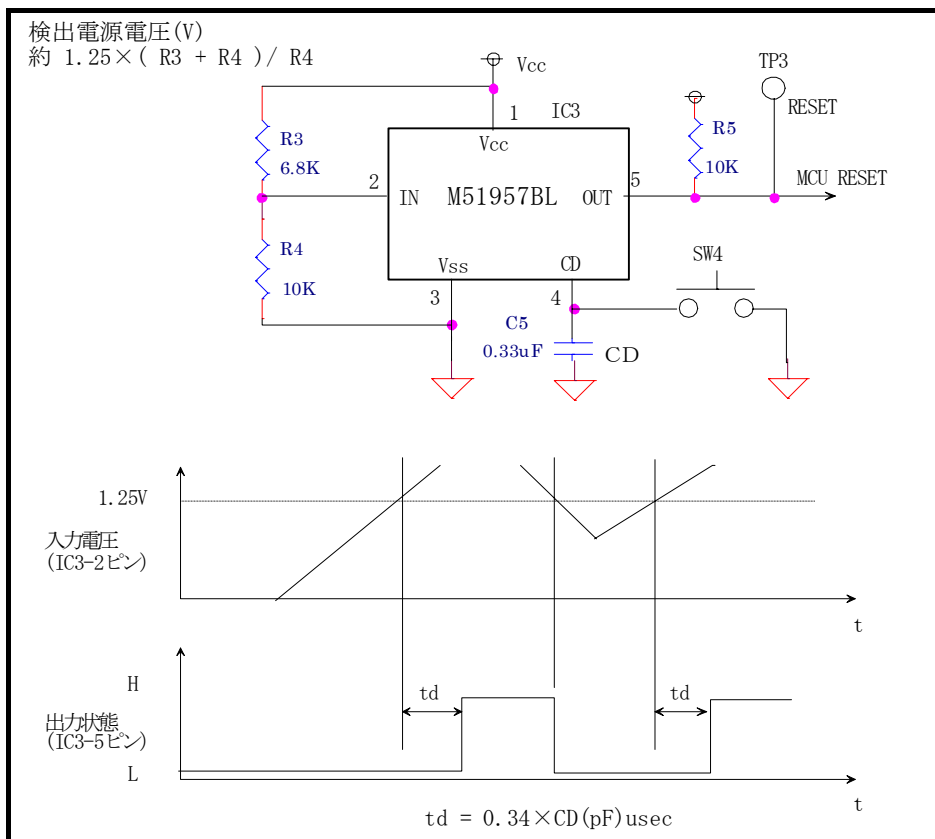 検出電源電圧(V)
約 1.25×( R3 + R4 )/ R4
Vcc
TP3
RESET
1
IC3
R3
6.8K
Vcc
R5
10K
2
IN
M51957BL
OUT
5
MCU RESET
R4
10K
Vss
CD
SW4
3
4
C5
0.33uF
CD
1.25V
入力電圧
(IC3-2ピン)
t
H
td
td
出力状態
(IC3-5ピン)
L
t
td = 0.34×CD(pF)usec